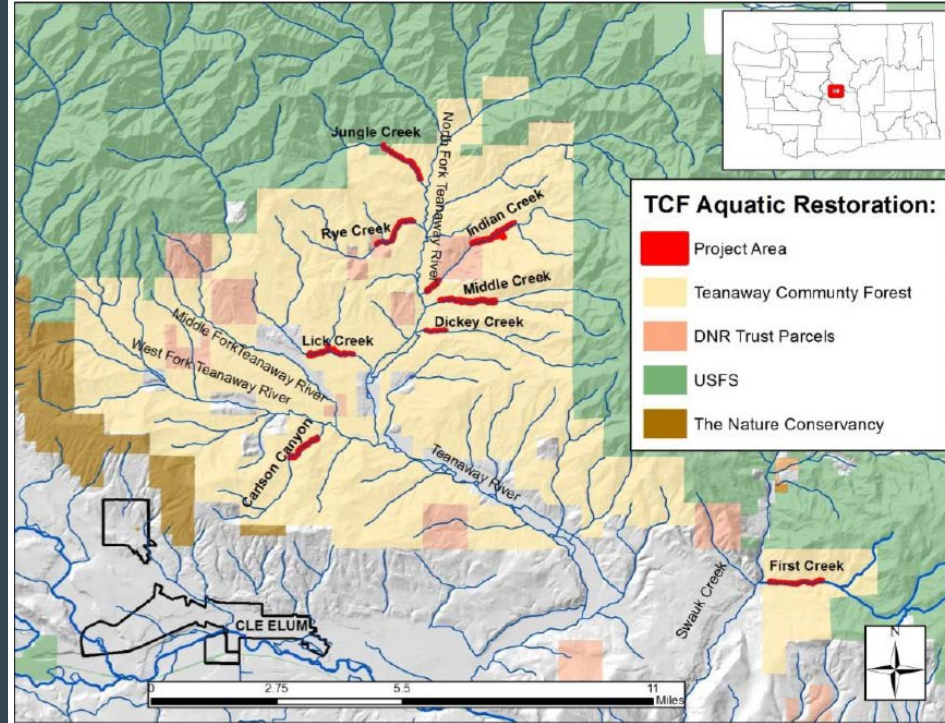 Jungle Creek
North Fork Teanaway River
Rye Creek
Indian Creek
Middle Creek
Dickey Creek
Lick Creek
Middle ForkTeanaway River
West Fork Teanaway River
Carlson Canyon
Teanaway River
First Creek
Swauk Creek
CLE ELUM
TCF Aquatic Restoration:
Project Area
Teanaway Communty Forest
DNR Trust Parcels
USFS
The Nature Conservancy
N
0 2.75 5.5 11
Miles